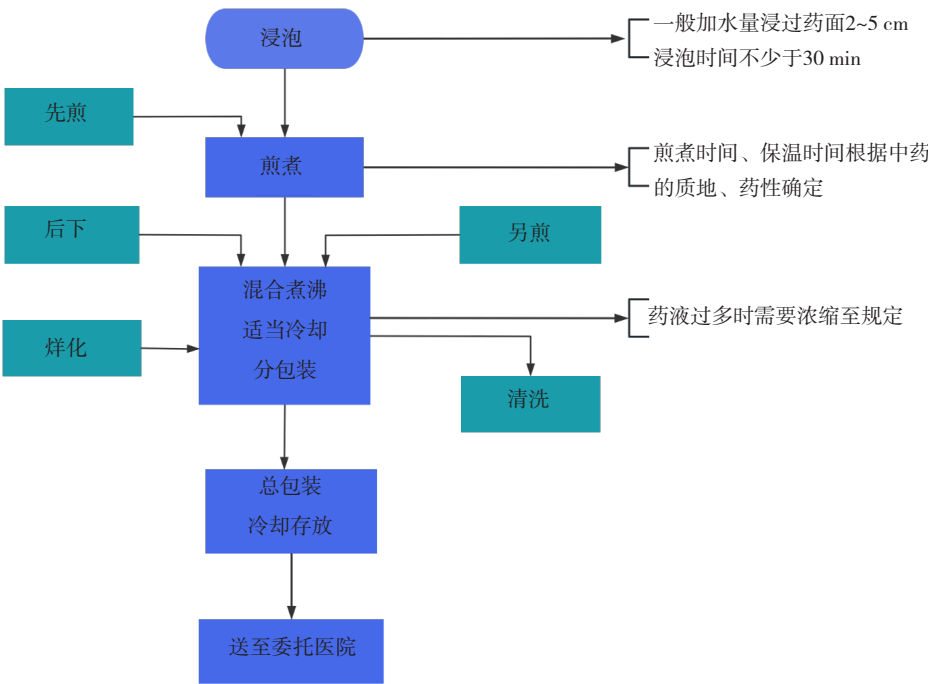 浸泡
一般加水量浸过药面2~5 cm
浸泡时间不少于30 min
先煎
煎煮
煎煮时间、保温时间根据中药
的质地、药性确定
后下
另煎
混合煮沸
适当冷却
分包装
药液过多时需要浓缩至规定
烊化
清洗
总包装
冷却存放
送至委托医院